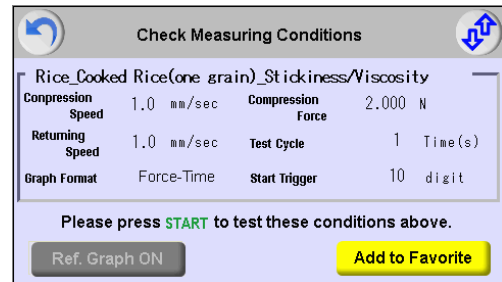 Check Measuring Conditions
Rice_Cooked Rice(one grain)_Stickiness/Viscosity
Conpression Speed 1.0 mm/sec Compression Force 2.000 N
Returning Speed 1.0 mm/sec Test Cycle 1 Time(s)
Graph Format Force-Time Start Trigger 10 digit
Please press START to test these conditions above.
Ref. Graph ON Add to Favorite